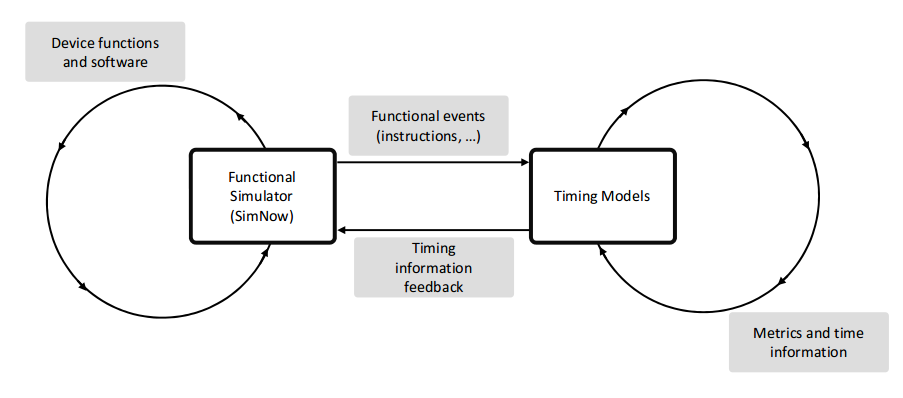 Device functions
and software
Functional events
(instructions, ...)
Functional
Simulator
(SimNow)
Timing Models
Timing
information
feedback
Metrics and time
information